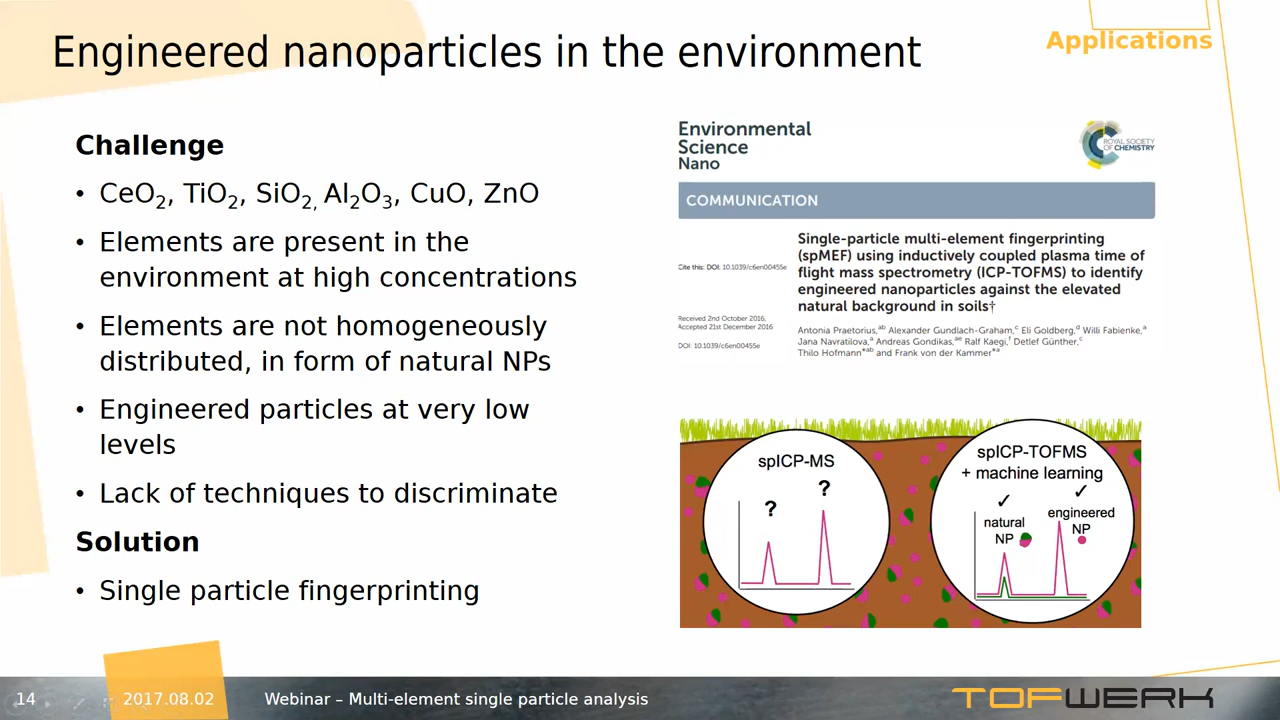 Engineered nanoparticles in the environment
Applications
Challenge
• CeO₂, TiO₂, SiO₂, Al₂O₃, CuO, ZnO
• Elements are present in the
environment at high concentrations
• Elements are not homogeneously
distributed, in form of natural NPs
• Engineered particles at very low
levels
• Lack of techniques to discriminate
Solution
• Single particle fingerprinting
Environmental
Science
Nano
ROYAL SOCIETY
OF CHEMISTRY
COMMUNICATION
Cite this: DOI: 10.1039/c6en00455e
Received 2nd October 2016,
Accepted 21st December 2016
DOI: 10.1039/c6en00455e
Single-particle multi-element fingerprinting
(spMEF) using inductively coupled plasma time of
flight mass spectrometry (ICP-TOFMS) to identify
engineered nanoparticles against the elevated
natural background in soils†
Antonia Praetorius,ᵃᵇ Alexander Gundlach-Graham,ᶜ Eli Goldberg,ᵈ Willi Fabienke,ᵃ
Jana Navratilova,ᵃ Andreas Gondikas,ᵃᵉ Ralf Kaegi,ᶠ Detlef Günther,ᶜ
Thilo Hofmann*ᵃᵇ and Frank von der Kammer*ᵃ
spICP-MS
? ?
spICP-TOFMS
+ machine learning
✓ ✓
natural
NP
engineered
NP
14
2017.08.02
Webinar – Multi-element single particle analysis
TOFWERK